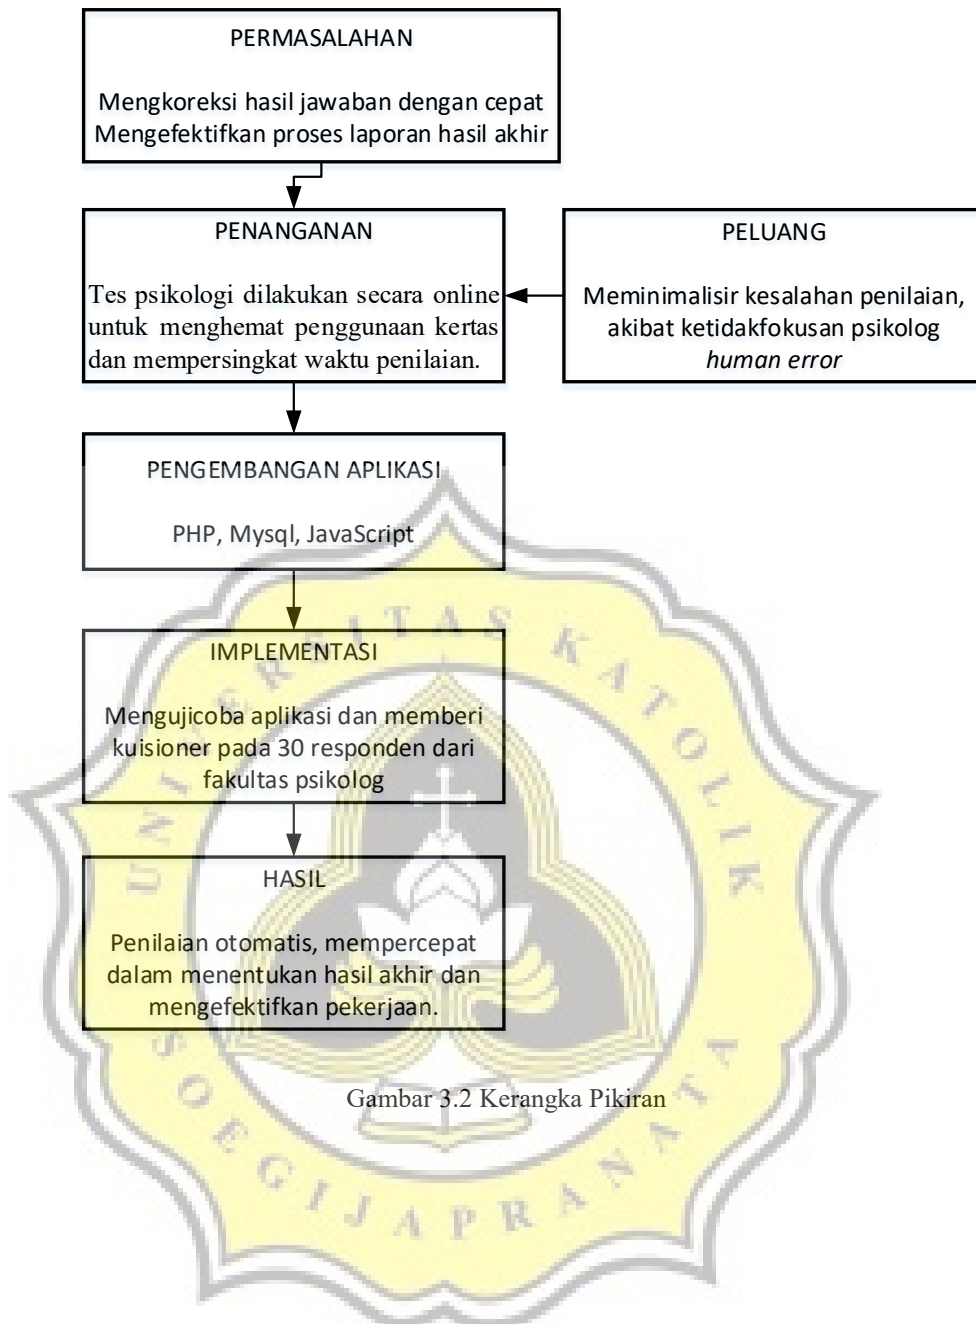 PERMASALAHAN
Mengkoreksi hasil jawaban dengan cepat
Mengefektifkan proses laporan hasil akhir
PENANGANAN
Tes psikologi dilakukan secara online
untuk menghemat penggunaan kertas
dan mempersingkat waktu penilaian.
PELUANG
Meminimalisir kesalahan penilaian,
akibat ketidakfokusan psikolog
human error
PENGEMBANGAN APLIKASI
PHP, Mysql, JavaScript
IMPLEMENTASI
Mengujicoba aplikasi dan memberi
kuisioner pada 30 responden dari
fakultas psikolog
HASIL
Penilaian otomatis, mempercepat
dalam menentukan hasil akhir dan
mengefektifkan pekerjaan.
Gambar 3.2 Kerangka Pikiran
UNIVERSITAS KATOLIK
SOEGIJAPRANATA